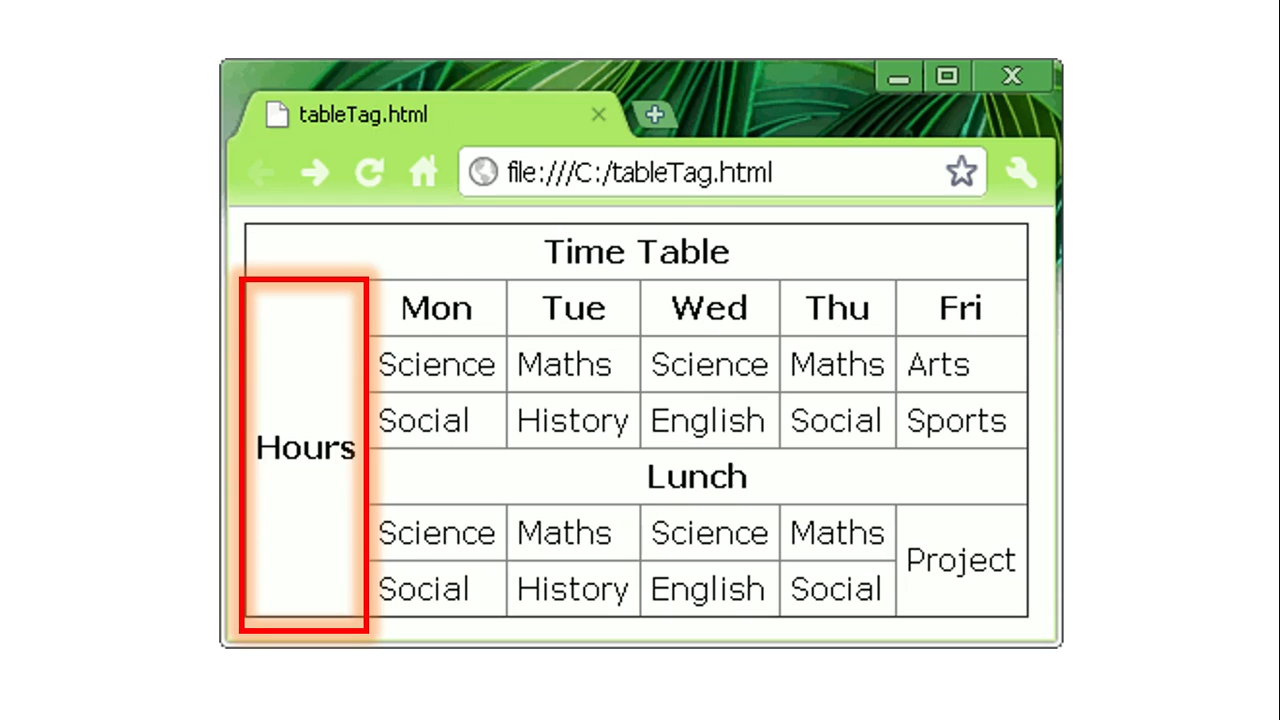 tableTag.html
file:///C:/tableTag.html
Time Table
Mon Tue Wed Thu Fri
Science Maths Science Maths Arts
Social History English Social Sports
Hours
Lunch
Science Maths Science Maths
Project
Social History English Social